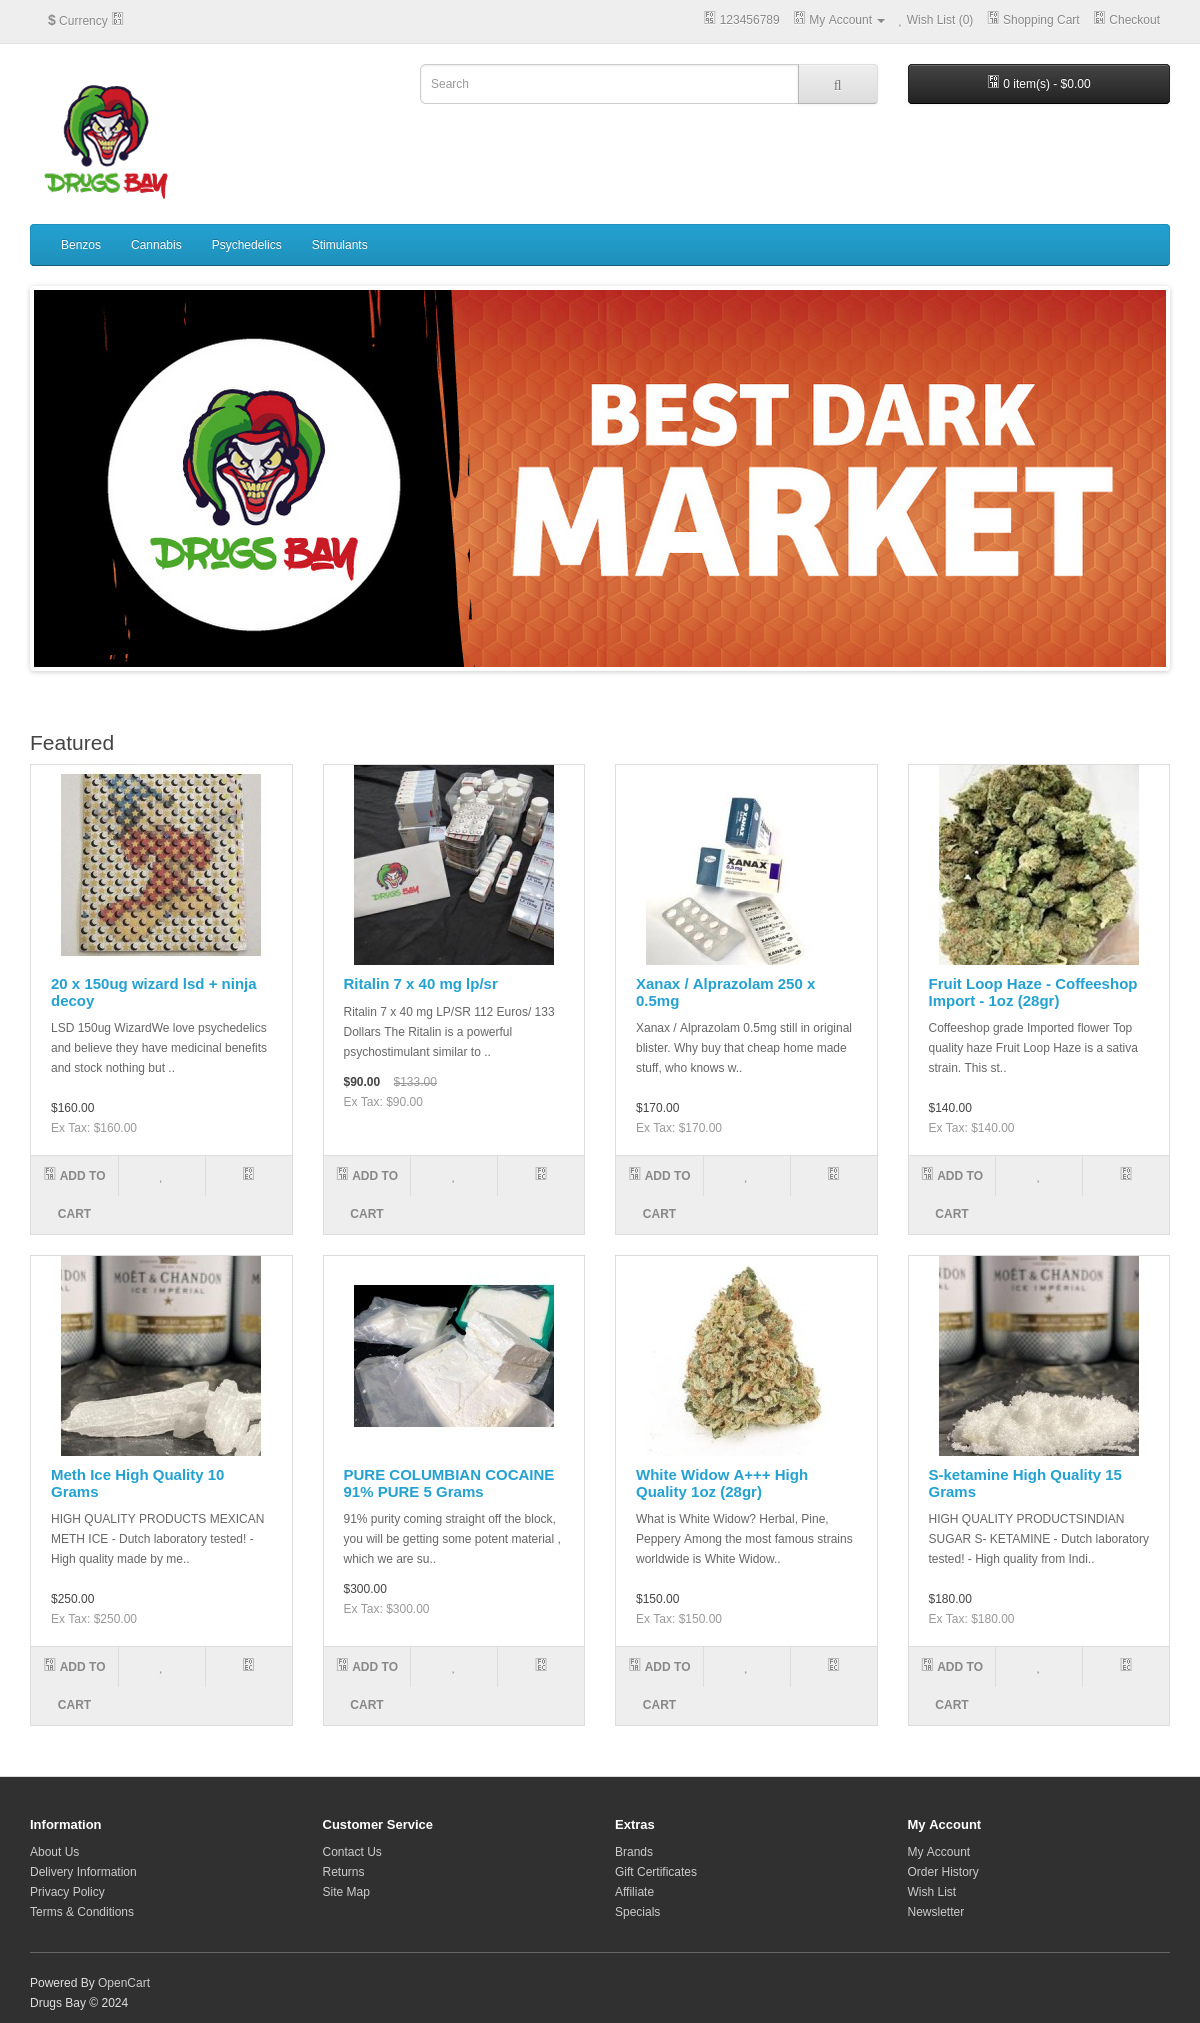 $ Currency
123456789 My Account Wish List (0) Shopping Cart Checkout
DRUGS BAY
Search
0 item(s) - $0.00
Benzos Cannabis Psychedelics Stimulants
DRUGS BAY
BEST DARK
MARKET
Featured
DRUGS BAY
XANAX
20 x 150ug wizard lsd + ninja
decoy
LSD 150ug WizardWe love psychedelics
and believe they have medicinal benefits
and stock nothing but ..
$160.00
Ex Tax: $160.00
ADD TO
CART
Ritalin 7 x 40 mg lp/sr
Ritalin 7 x 40 mg LP/SR 112 Euros/ 133
Dollars The Ritalin is a powerful
psychostimulant similar to ..
$90.00 $133.00
Ex Tax: $90.00
ADD TO
CART
Xanax / Alprazolam 250 x
0.5mg
Xanax / Alprazolam 0.5mg still in original
blister. Why buy that cheap home made
stuff, who knows w..
$170.00
Ex Tax: $170.00
ADD TO
CART
Fruit Loop Haze - Coffeeshop
Import - 1oz (28gr)
Coffeeshop grade Imported flower Top
quality haze Fruit Loop Haze is a sativa
strain. This st..
$140.00
Ex Tax: $140.00
ADD TO
CART
MOËT & CHANDON
ICE IMPÉRIAL
Meth Ice High Quality 10
Grams
HIGH QUALITY PRODUCTS MEXICAN
METH ICE - Dutch laboratory tested! -
High quality made by me..
$250.00
Ex Tax: $250.00
ADD TO
CART
PURE COLUMBIAN COCAINE
91% PURE 5 Grams
91% purity coming straight off the block,
you will be getting some potent material ,
which we are su..
$300.00
Ex Tax: $300.00
ADD TO
CART
White Widow A+++ High
Quality 1oz (28gr)
What is White Widow? Herbal, Pine,
Peppery Among the most famous strains
worldwide is White Widow..
$150.00
Ex Tax: $150.00
ADD TO
CART
MOËT & CHANDON
ICE IMPÉRIAL
S-ketamine High Quality 15
Grams
HIGH QUALITY PRODUCTSINDIAN
SUGAR S- KETAMINE - Dutch laboratory
tested! - High quality from Indi..
$180.00
Ex Tax: $180.00
ADD TO
CART
Information
About Us
Delivery Information
Privacy Policy
Terms & Conditions
Customer Service
Contact Us
Returns
Site Map
Extras
Brands
Gift Certificates
Affiliate
Specials
My Account
My Account
Order History
Wish List
Newsletter
Powered By OpenCart
Drugs Bay © 2024